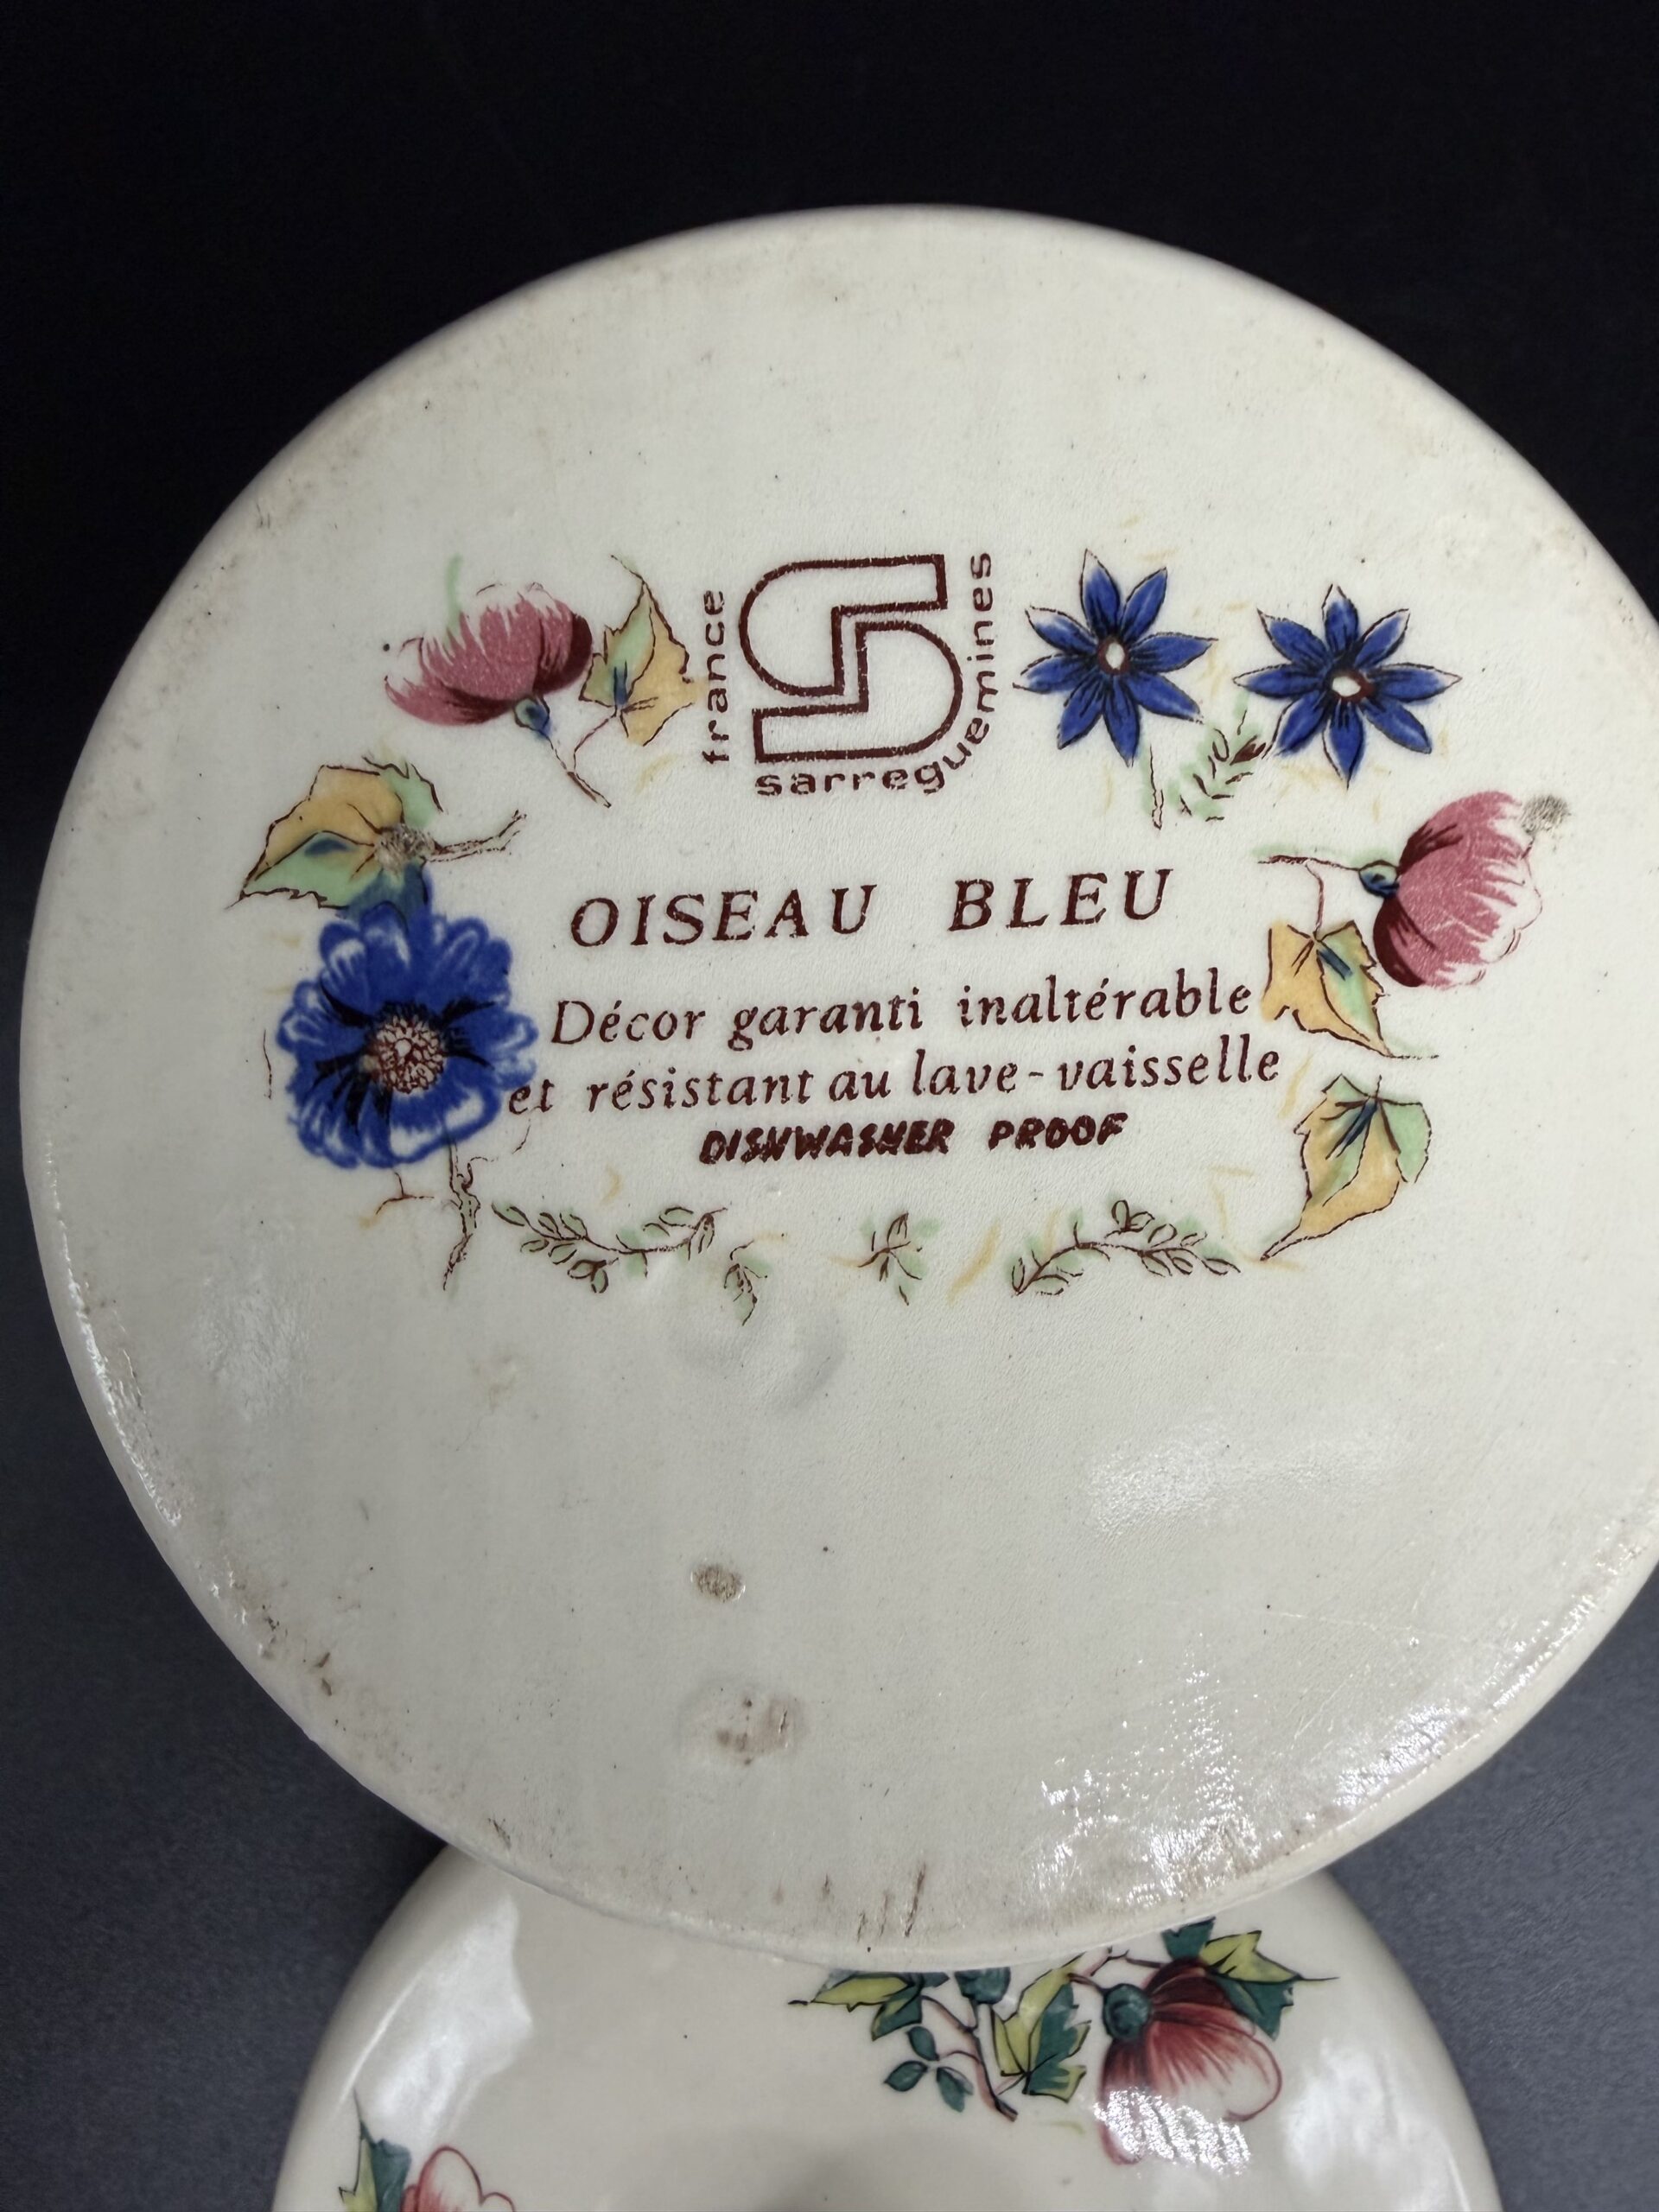 france
S
sarreguemines
OISEAU BLEU
Décor garanti inaltérable
et résistant au lave-vaisselle
DISHWASHER PROOF